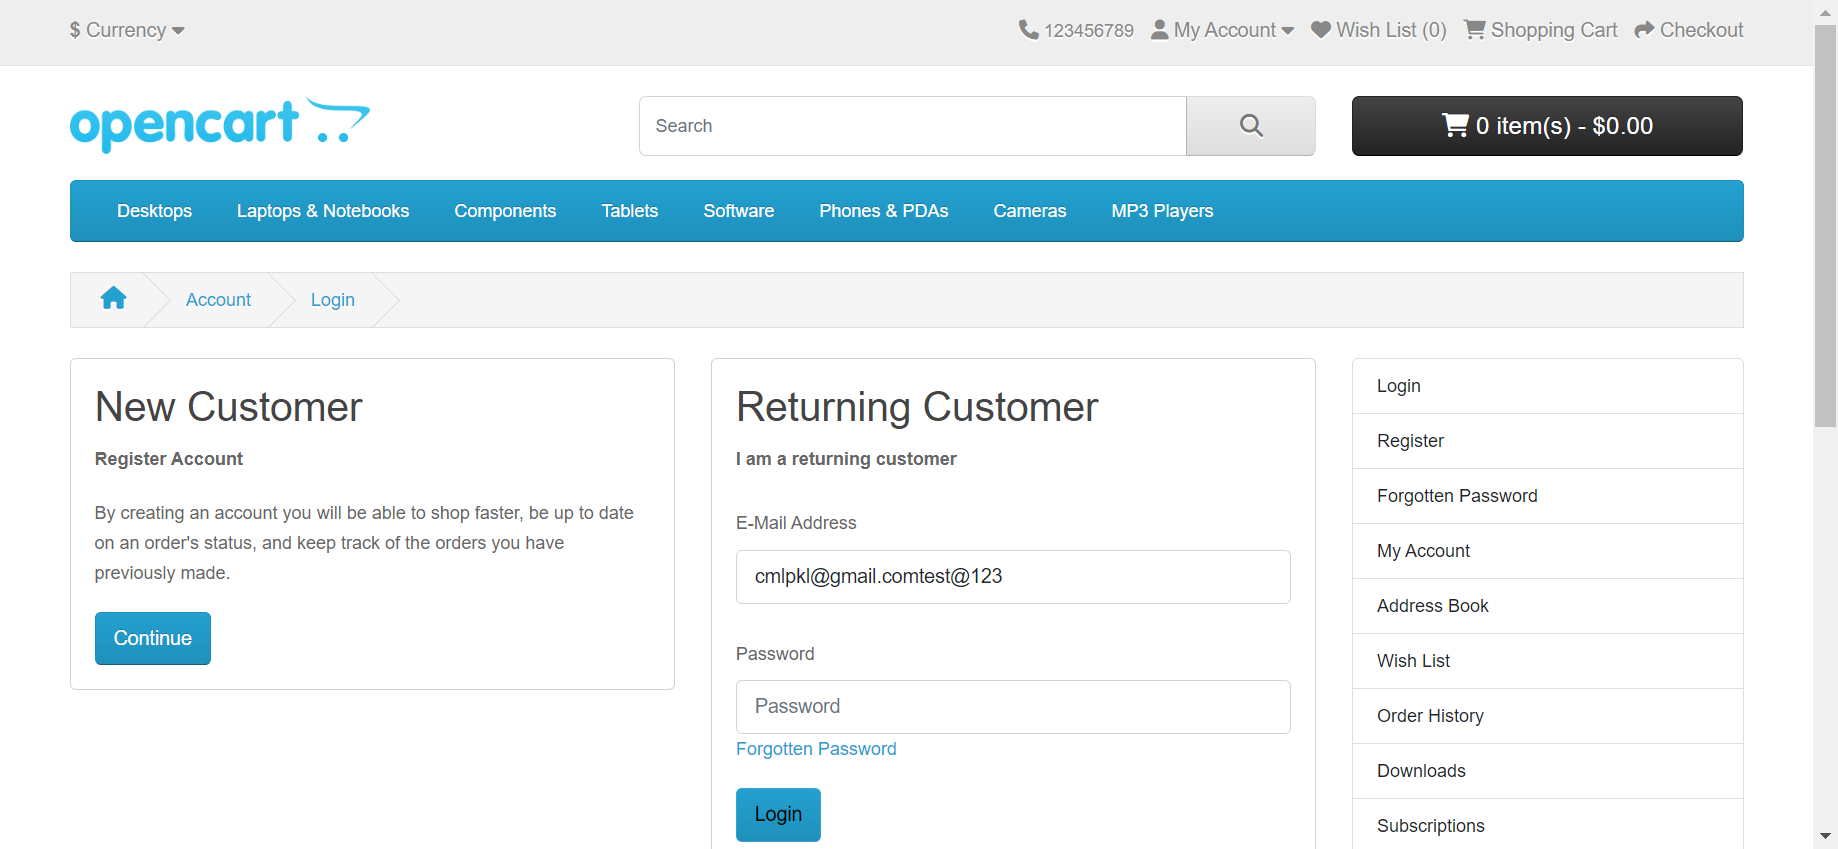 $ Currency
123456789
My Account
Wish List (0)
Shopping Cart
Checkout
opencart
Search
0 item(s) - $0.00
Desktops
Laptops & Notebooks
Components
Tablets
Software
Phones & PDAs
Cameras
MP3 Players
Account
Login
New Customer
Register Account
By creating an account you will be able to shop faster, be up to date
on an order's status, and keep track of the orders you have
previously made.
Continue
Returning Customer
I am a returning customer
E-Mail Address
cmlpkl@gmail.comtest@123
Password
Password
Forgotten Password
Login
Login
Register
Forgotten Password
My Account
Address Book
Wish List
Order History
Downloads
Subscriptions